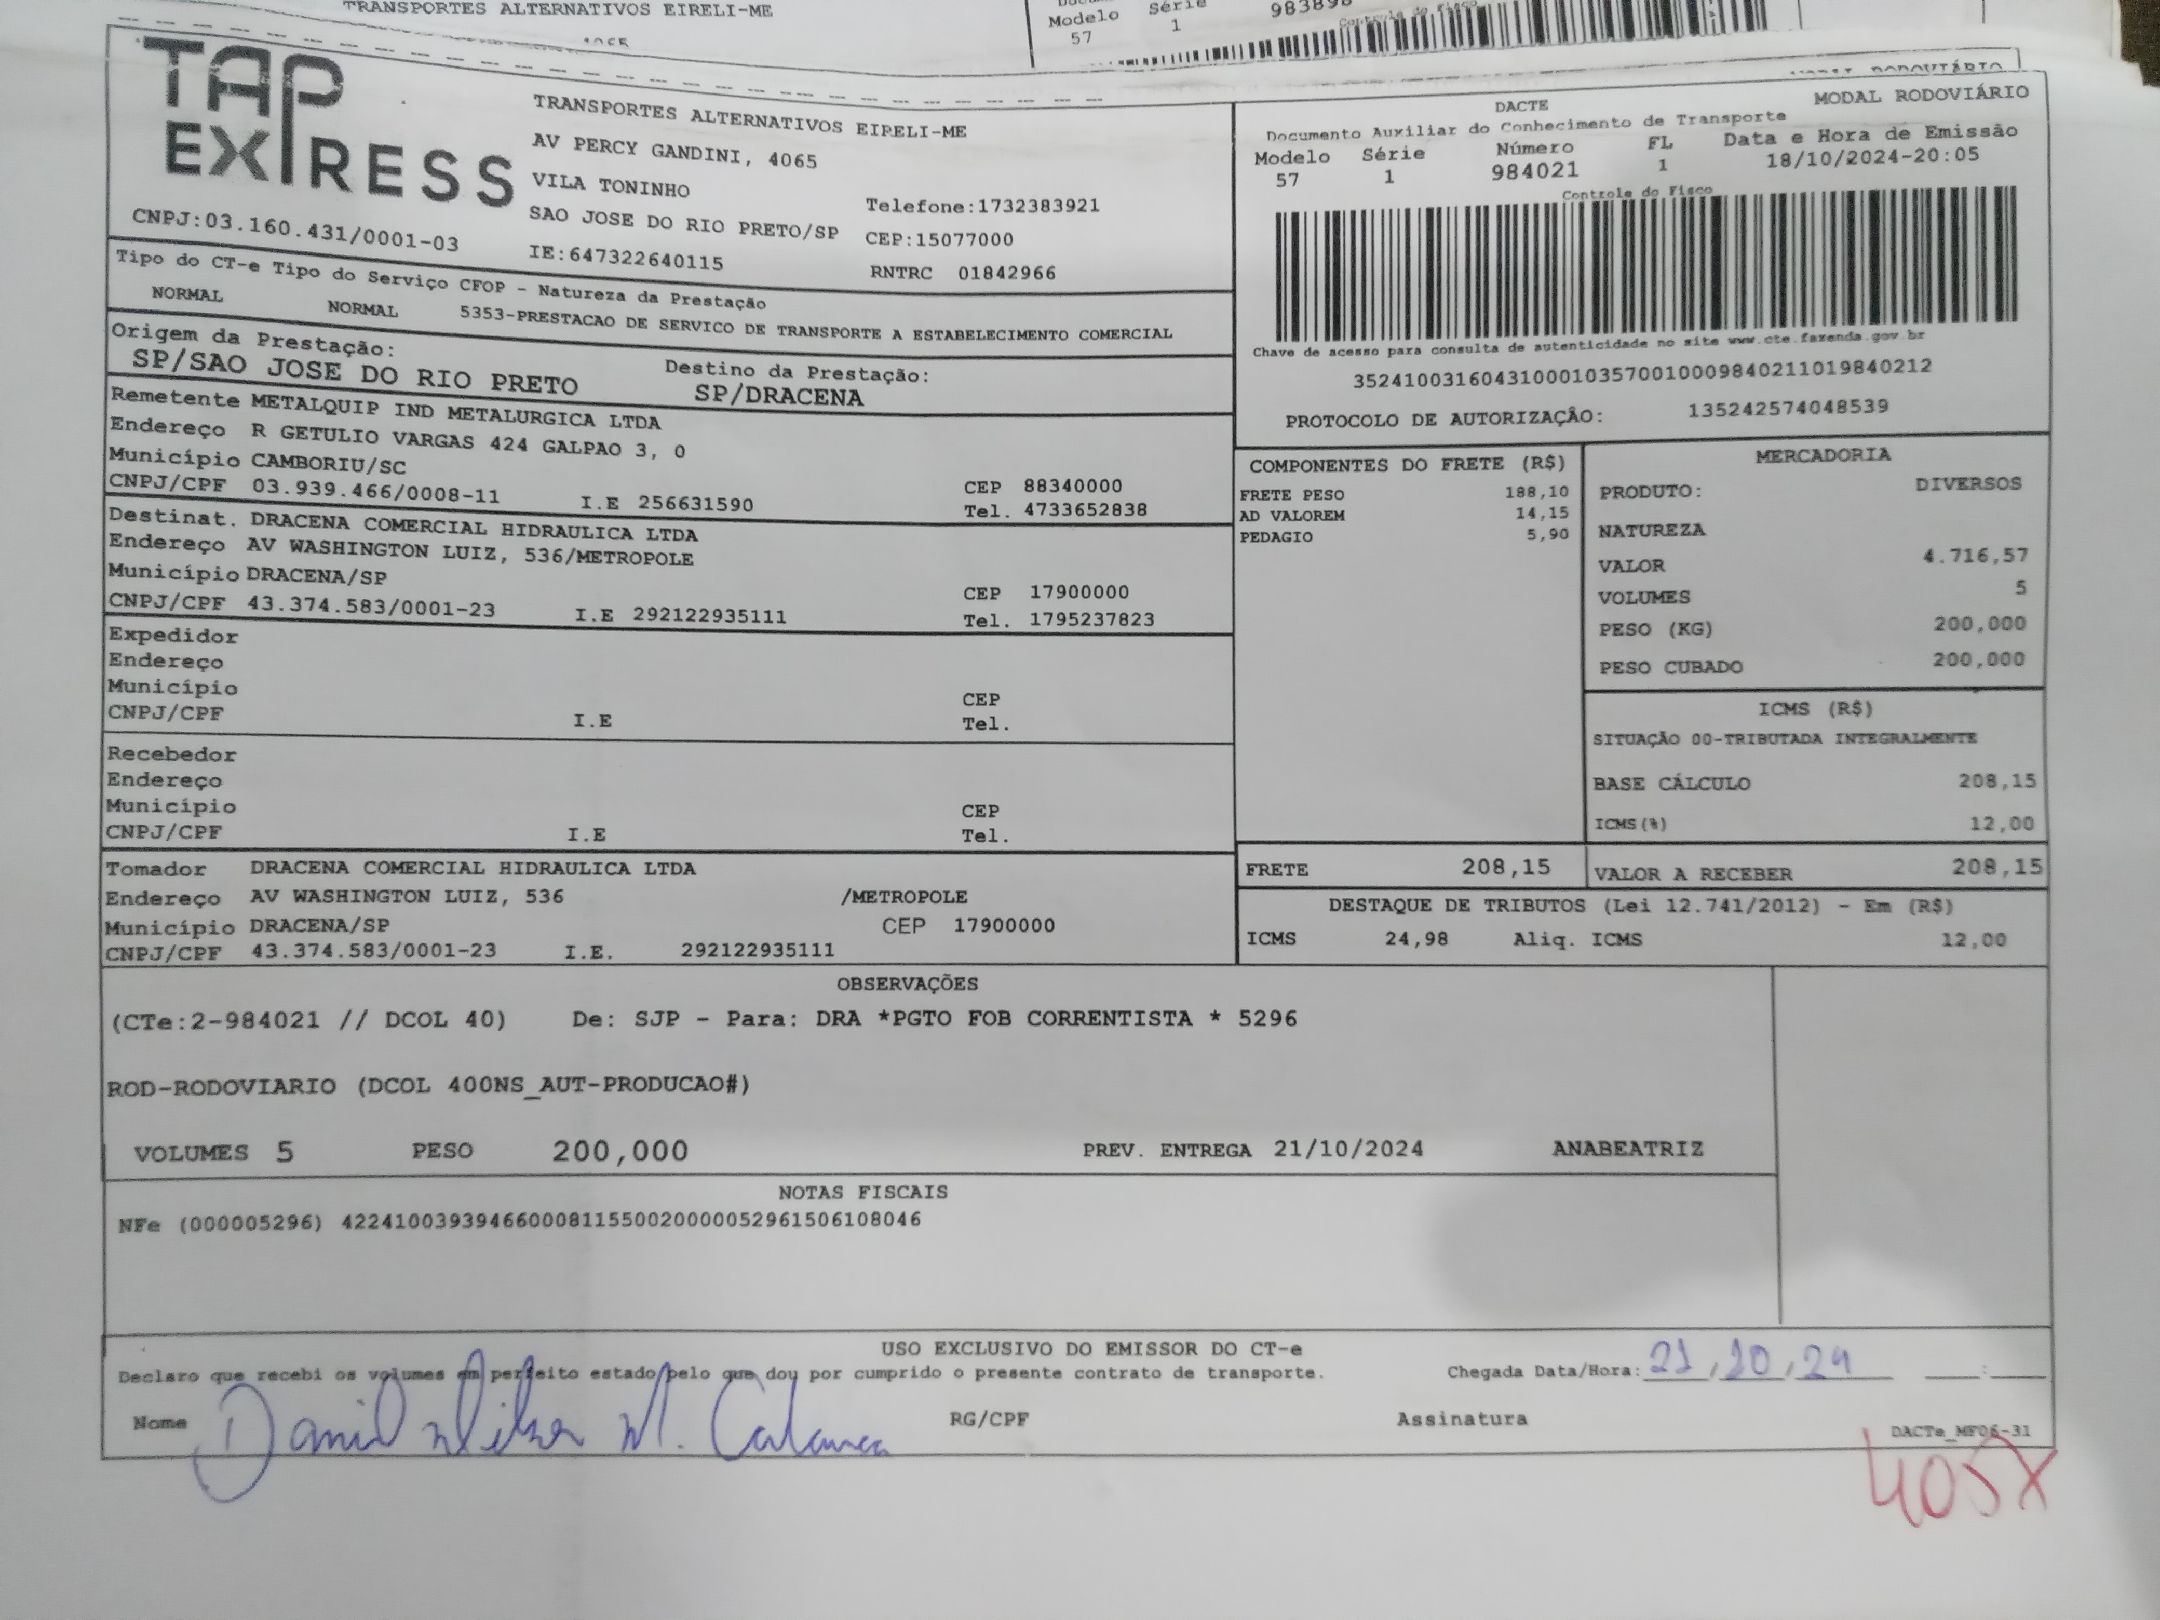 TRANSPORTES ALTERNATIVOS EIRELI-ME
Modelo Série
57 1
TAP EXPRESS
CNPJ:03.160.431/0001-03
TRANSPORTES ALTERNATIVOS EIRELI-ME
AV PERCY GANDINI, 4065
VILA TONINHO
Telefone:1732383921
SAO JOSE DO RIO PRETO/SP CEP:15077000
IE:647322640115 RNTRC 01842966
DACTE MODAL RODOVIÁRIO
Documento Auxiliar do Conhecimento de Transporte
Modelo Série Número FL Data e Hora de Emissão
57 1 984021 1 18/10/2024-20:05
Controle do Fisco
Chave de acesso para consulta de autenticidade no site www.cte.fazenda.gov.br
35241003160431000103570010009840211019840212
PROTOCOLO DE AUTORIZAÇÃO: 135242574048539
Tipo do CT-e Tipo do Serviço CFOP - Natureza da Prestação
NORMAL NORMAL 5353-PRESTACAO DE SERVICO DE TRANSPORTE A ESTABELECIMENTO COMERCIAL
Origem da Prestação: Destino da Prestação:
SP/SAO JOSE DO RIO PRETO SP/DRACENA
Remetente METALQUIP IND METALURGICA LTDA
Endereço R GETULIO VARGAS 424 GALPAO 3, 0
Município CAMBORIU/SC CEP 88340000
CNPJ/CPF 03.939.466/0008-11 I.E 256631590 Tel. 4733652838
Destinat. DRACENA COMERCIAL HIDRAULICA LTDA
Endereço AV WASHINGTON LUIZ, 536/METROPOLE
Município DRACENA/SP CEP 17900000
CNPJ/CPF 43.374.583/0001-23 I.E 292122935111 Tel. 1795237823
Expedidor
Endereço
Município CEP
CNPJ/CPF I.E Tel.
Recebedor
Endereço
Município CEP
CNPJ/CPF I.E Tel.
Tomador DRACENA COMERCIAL HIDRAULICA LTDA
Endereço AV WASHINGTON LUIZ, 536 /METROPOLE
Município DRACENA/SP CEP 17900000
CNPJ/CPF 43.374.583/0001-23 I.E. 292122935111
COMPONENTES DO FRETE (R$)
FRETE PESO 188,10
AD VALOREM 14,15
PEDAGIO 5,90
MERCADORIA
PRODUTO: DIVERSOS
NATUREZA
VALOR 4.716,57
VOLUMES 5
PESO (KG) 200,000
PESO CUBADO 200,000
ICMS (R$)
SITUAÇÃO 00-TRIBUTADA INTEGRALMENTE
BASE CÁLCULO 208,15
ICMS(%) 12,00
FRETE 208,15 VALOR A RECEBER 208,15
DESTAQUE DE TRIBUTOS (Lei 12.741/2012) - Em (R$)
ICMS 24,98 Aliq. ICMS 12,00
OBSERVAÇÕES
(CTe:2-984021 // DCOL 40) De: SJP - Para: DRA *PGTO FOB CORRENTISTA * 5296
ROD-RODOVIARIO (DCOL 400NS_AUT-PRODUCAO#)
VOLUMES 5 PESO 200,000 PREV. ENTREGA 21/10/2024 ANABEATRIZ
NOTAS FISCAIS
NFe (000005296) 42241003939466000811550020000052961506108046
USO EXCLUSIVO DO EMISSOR DO CT-e
Declaro que recebi os volumes em perfeito estado pelo que dou por cumprido o presente contrato de transporte. Chegada Data/Hora: 21,10,24 :
Nome RG/CPF Assinatura
DACTe_MF06-31